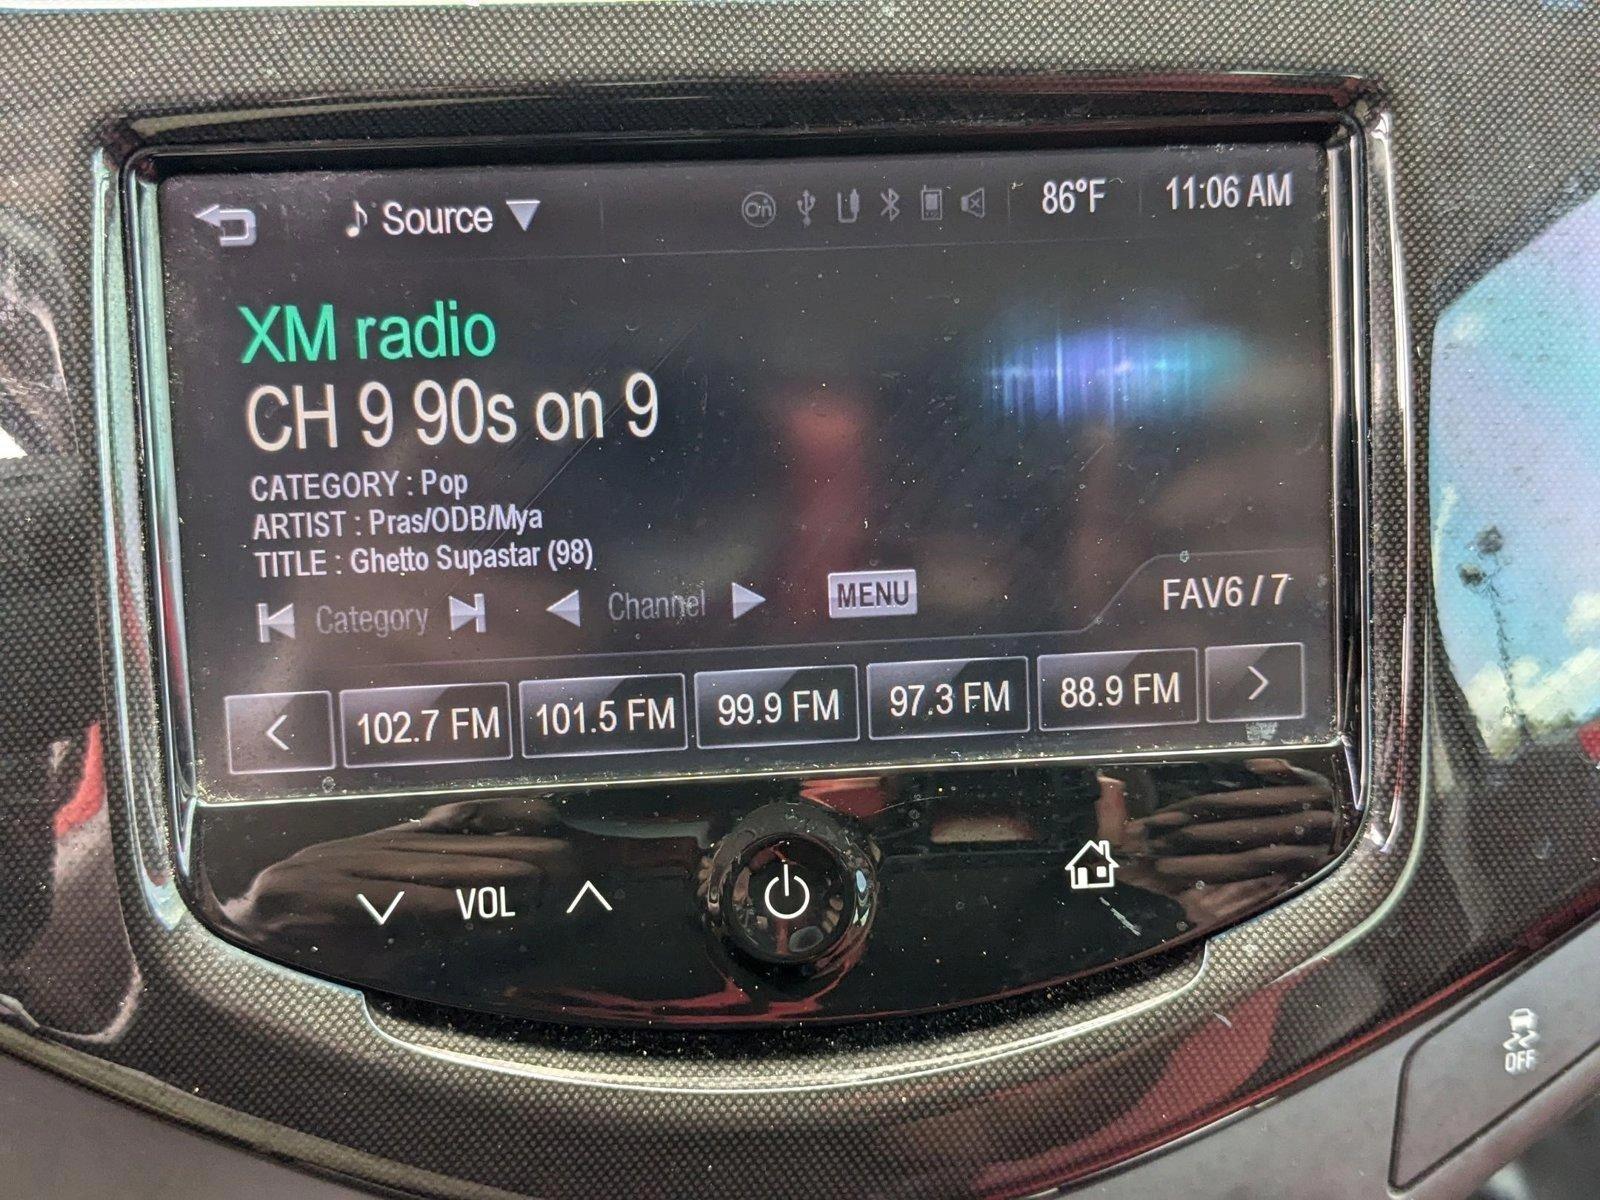 Source
On
86°F
11:06 AM
XM radio
CH 9 90s on 9
CATEGORY : Pop
ARTIST : Pras/ODB/Mya
TITLE : Ghetto Supastar (98)
Category
Channel
MENU
FAV6 / 7
102.7 FM
101.5 FM
99.9 FM
97.3 FM
88.9 FM
VOL
OFF